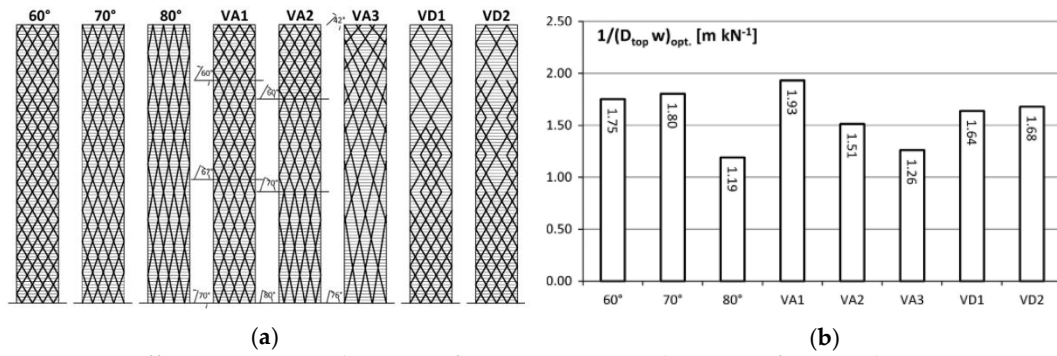 60° 70° 80° VA1 VA2 VA3 VD1 VD2
42°
60°
60°
67°
70°
70° 80° 76°
(a)
1/(D top w)opt. [m kN-1]
2.50
2.00
1.50
1.00
0.50
0.00
1.75 1.80 1.19 1.93 1.51 1.26 1.64 1.68
60° 70° 80° VA1 VA2 VA3 VD1 VD2
(b)